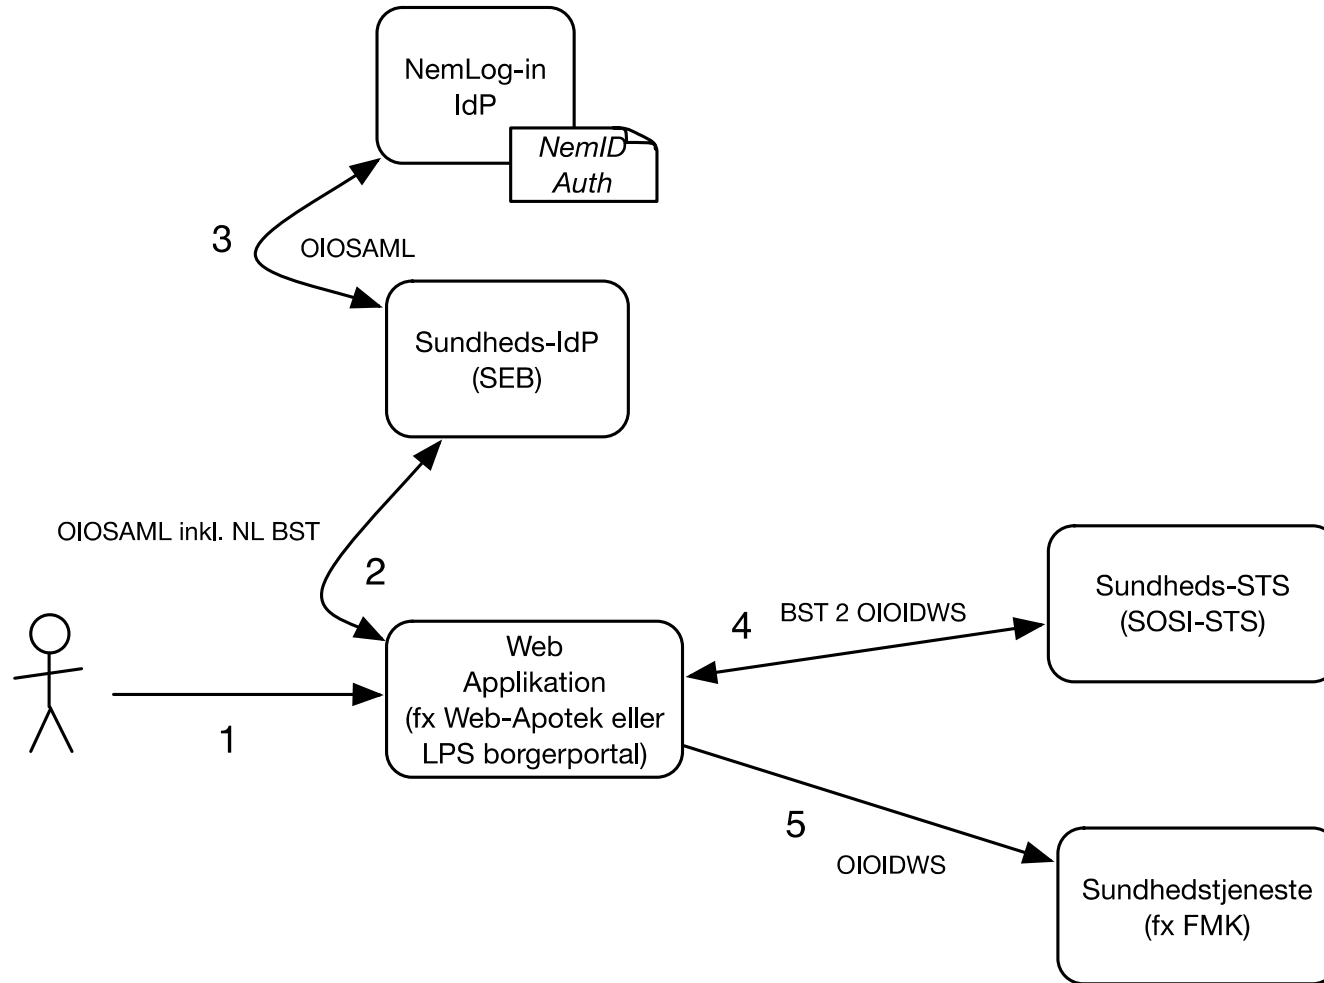 NemLog-in
IdP
NemID
Auth
3
OIOSAML
Sundheds-IdP
(SEB)
OIOSAML inkl. NL BST
2
Sundheds-STS
(SOSI-STS)
4
BST 2 OIOIDWS
Web
Applikation
(fx Web-Apotek eller
LPS borgerportal)
1
5
OIOIDWS
Sundhedstjeneste
(fx FMK)